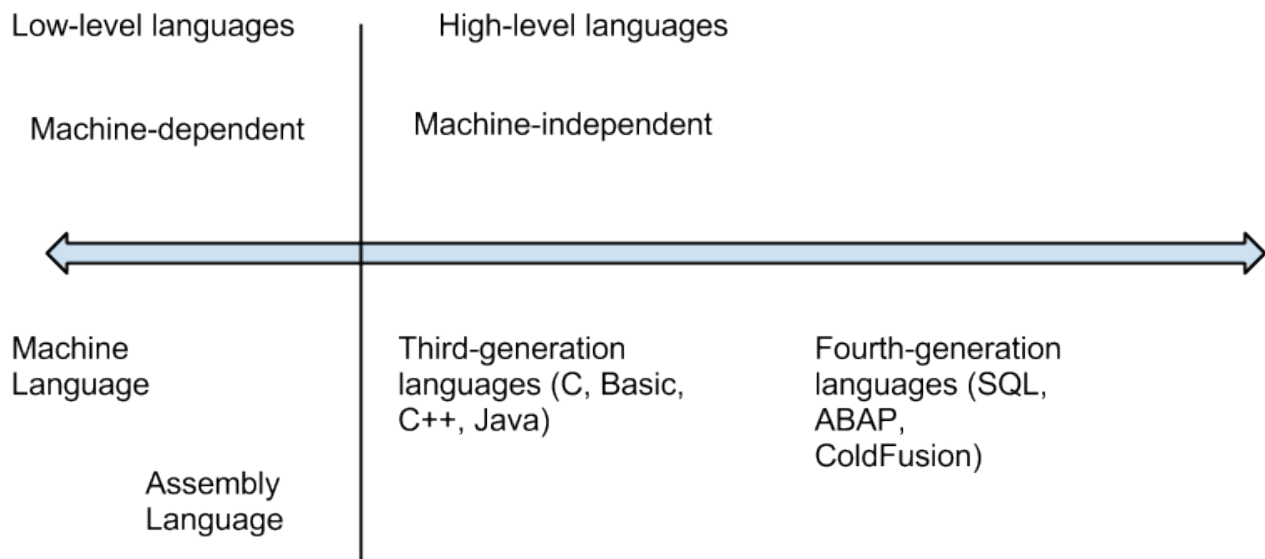 Low-level languages
High-level languages
Machine-dependent
Machine-independent
Machine
Language
Assembly
Language
Third-generation
languages (C, Basic,
C++, Java)
Fourth-generation
languages (SQL,
ABAP,
ColdFusion)